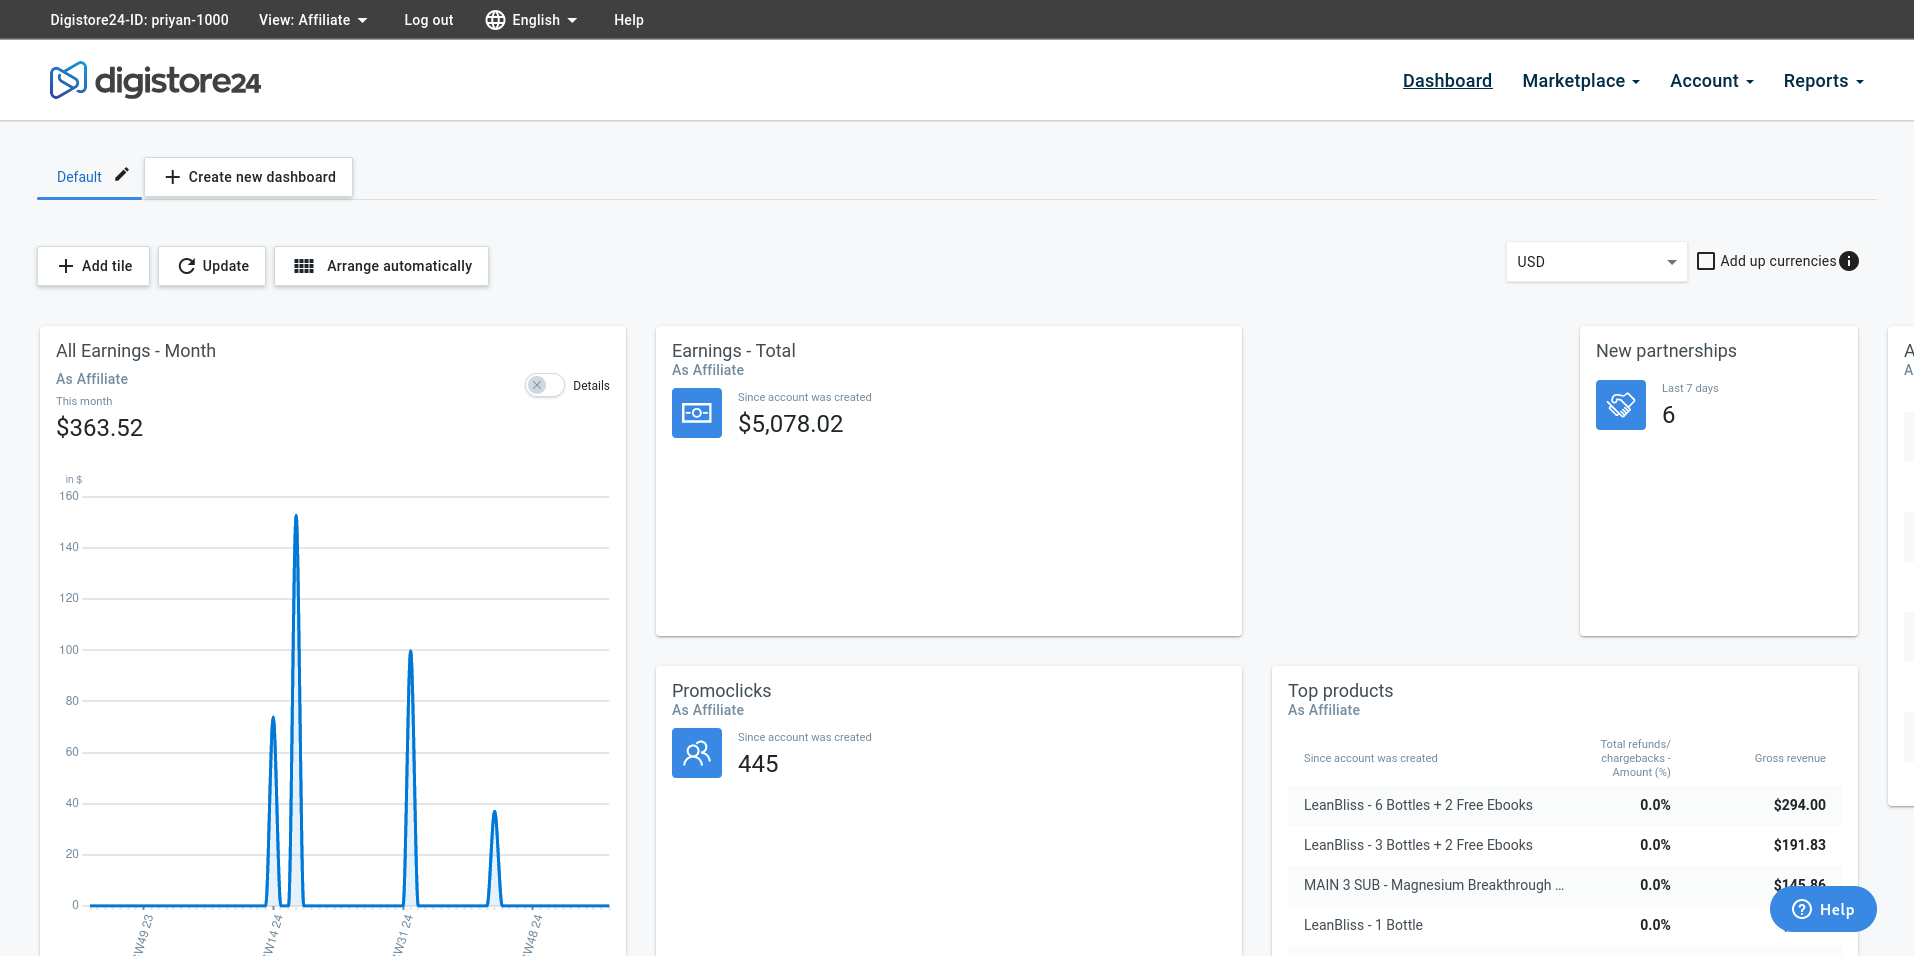 Digistore24-ID: priyan-1000 View: Affiliate Log out English Help
digistore24
Dashboard Marketplace Account Reports
Default Create new dashboard
Add tile Update Arrange automatically
USD Add up currencies
All Earnings - Month
As Affiliate
Details
This month
$363.52
in $
160
140
120
100
80
60
40
20
0
W49 23
W14 24
W31 24
W48 24
Earnings - Total
As Affiliate
Since account was created
$5,078.02
New partnerships
Last 7 days
6
A
A
Promoclicks
As Affiliate
Since account was created
445
Top products
As Affiliate
Since account was created
Total refunds/
chargebacks -
Amount (%)
Gross revenue
LeanBliss - 6 Bottles + 2 Free Ebooks 0.0% $294.00
LeanBliss - 3 Bottles + 2 Free Ebooks 0.0% $191.83
MAIN 3 SUB - Magnesium Breakthrough ... 0.0% $145.86
LeanBliss - 1 Bottle 0.0%
Help